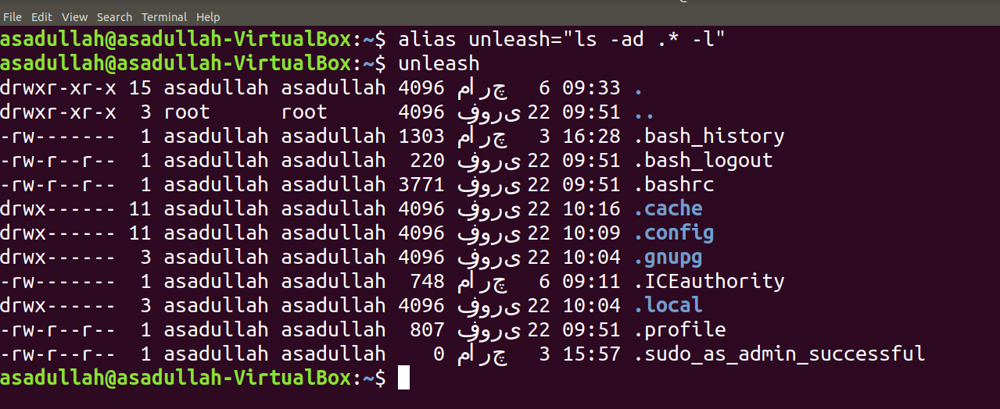 File Edit View Search Terminal Help
asadullah@asadullah-VirtualBox:~$ alias unleash="ls -ad .* -l"
asadullah@asadullah-VirtualBox:~$ unleash
drwxr-xr-x 15 asadullah asadullah 4096 مارچ 6 09:33 .
drwxr-xr-x 3 root root 4096 فروری 22 09:51 ..
-rw------- 1 asadullah asadullah 1303 مارچ 3 16:28 .bash_history
-rw-r--r-- 1 asadullah asadullah 220 فروری 22 09:51 .bash_logout
-rw-r--r-- 1 asadullah asadullah 3771 فروری 22 09:51 .bashrc
drwx------ 11 asadullah asadullah 4096 فروری 22 10:16 .cache
drwx------ 11 asadullah asadullah 4096 فروری 22 10:09 .config
drwx------ 3 asadullah asadullah 4096 فروری 22 10:04 .gnupg
-rw------- 1 asadullah asadullah 748 مارچ 6 09:11 .ICEauthority
drwx------ 3 asadullah asadullah 4096 فروری 22 10:04 .local
-rw-r--r-- 1 asadullah asadullah 807 فروری 22 09:51 .profile
-rw-r--r-- 1 asadullah asadullah 0 مارچ 3 15:57 .sudo_as_admin_successful
asadullah@asadullah-VirtualBox:~$